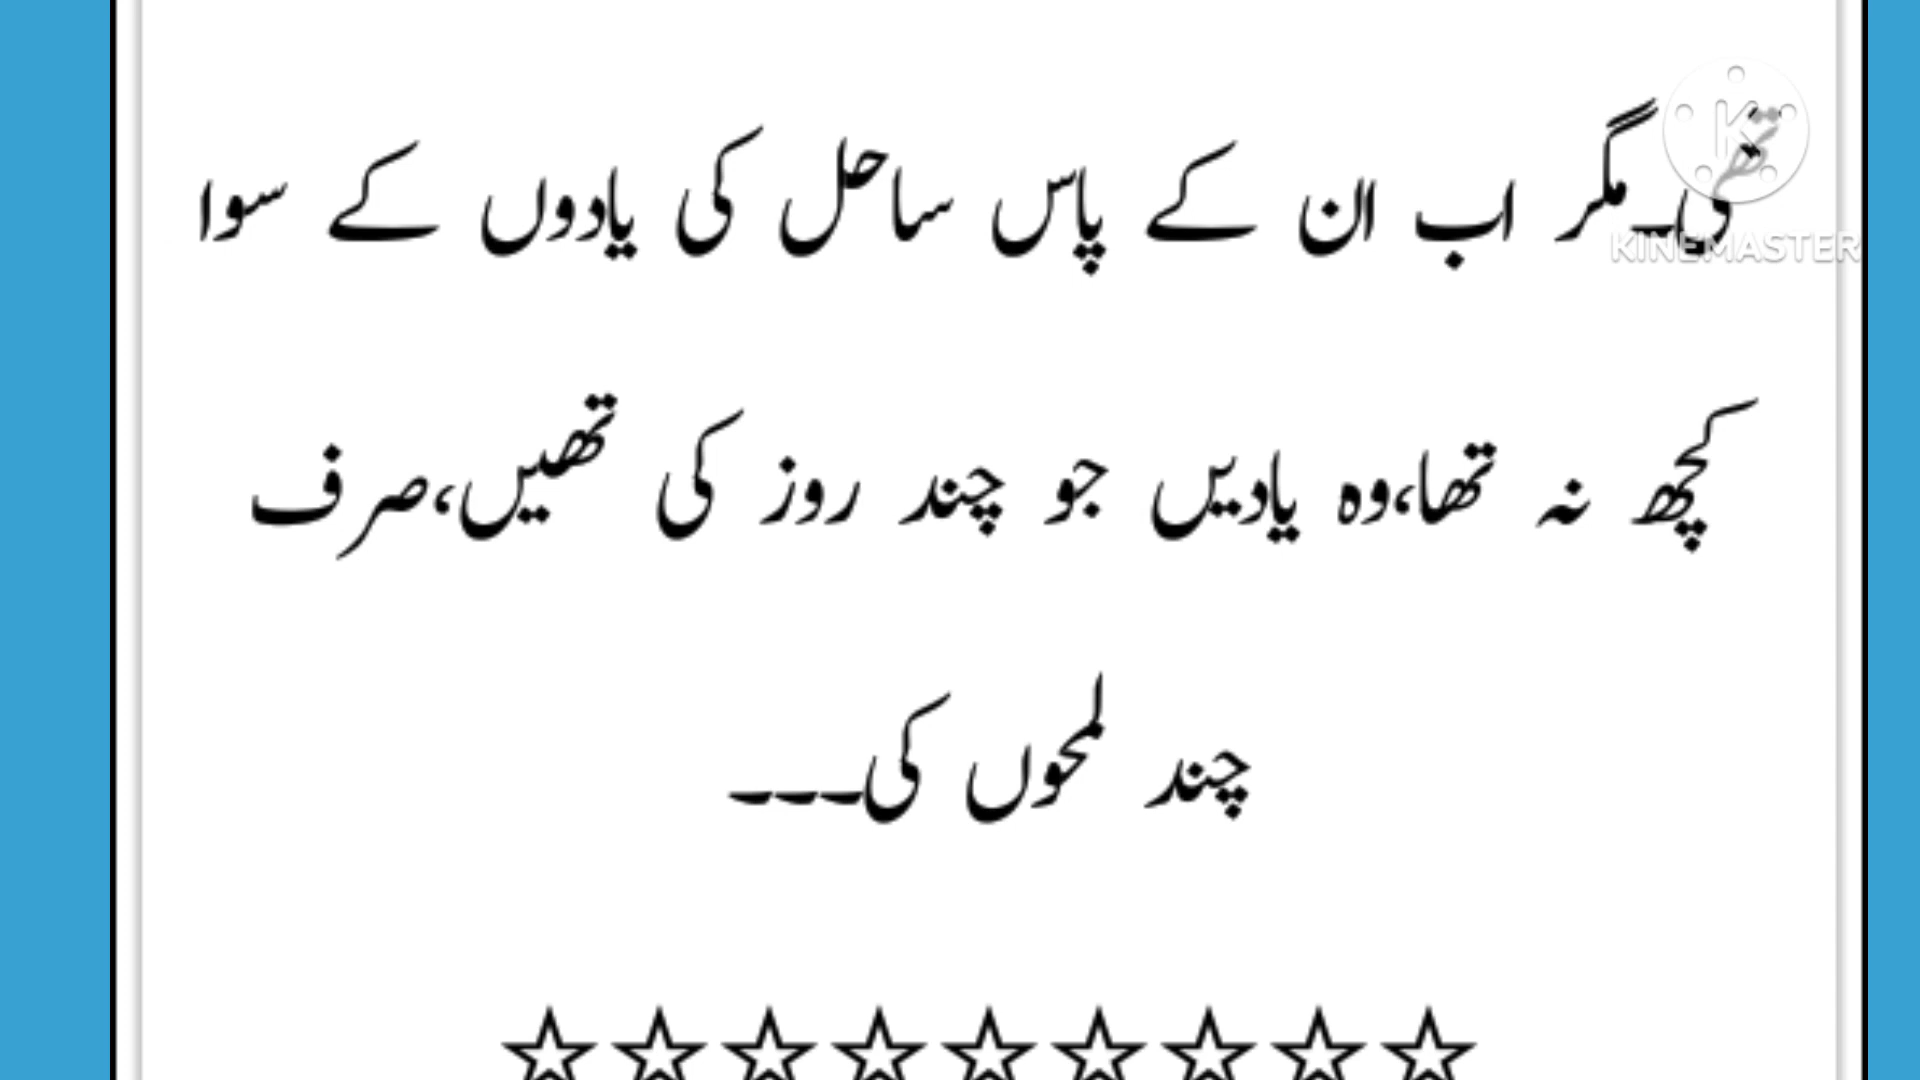 تھی۔مگر اب ان کے پاس ساحل کی یادوں کے سوا
کچھ نہ تھا،وہ یادیں جو چند روز کی تھیں،صرف
چند لمحوں کی۔۔۔
☆☆☆☆☆☆☆☆☆
KINEMASTER